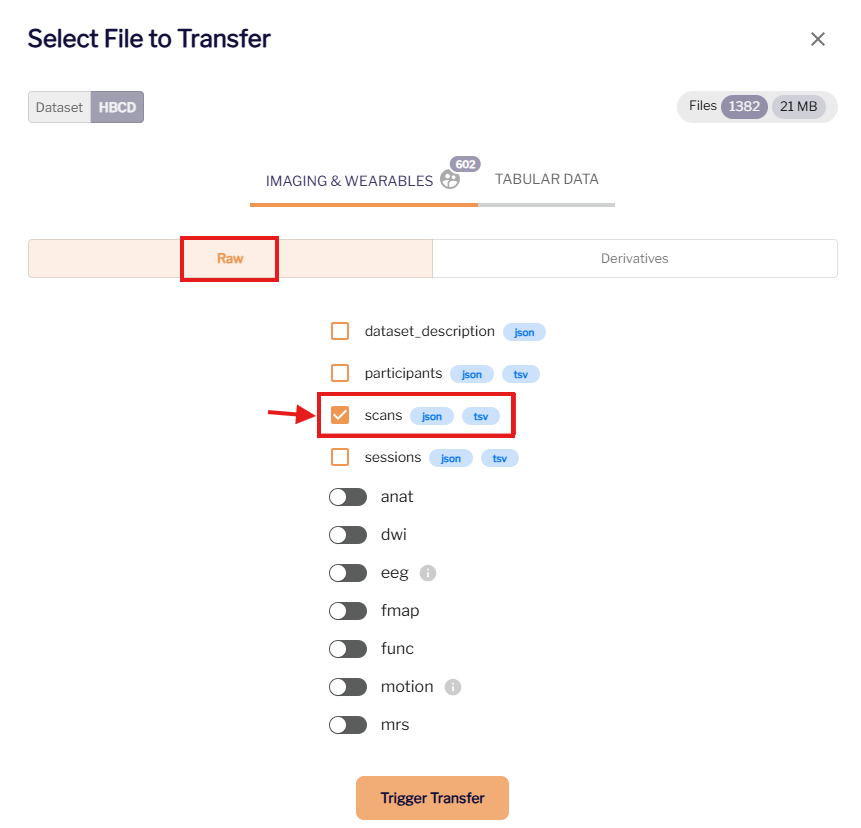 Select File to Transfer
Dataset HBCD
Files 1382 21 MB
IMAGING & WEARABLES 602 TABULAR DATA
Raw Derivatives
dataset_description json
participants json tsv
scans json tsv
sessions json tsv
anat
dwi
eeg
fmap
func
motion
mrs
Trigger Transfer